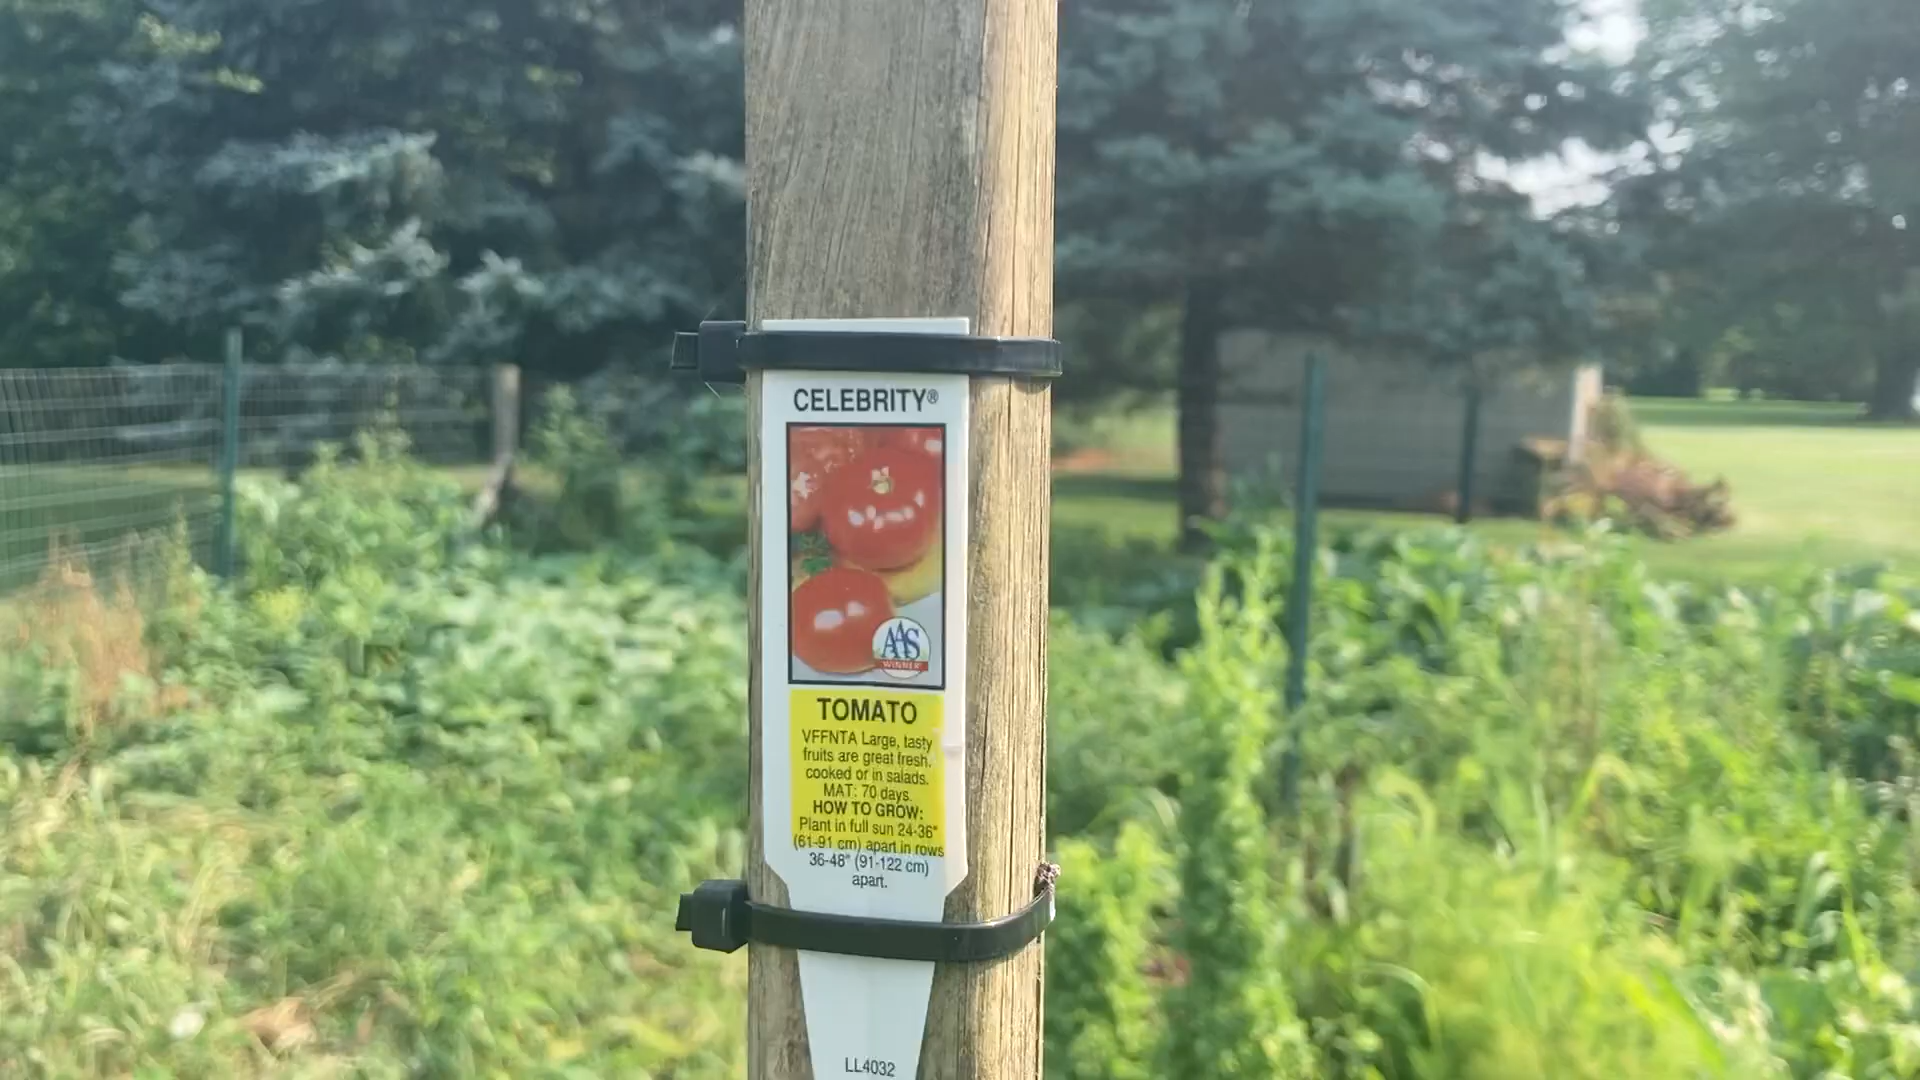 CELEBRITY®
AAS
WINNER
TOMATO
VFFNTA Large, tasty
fruits are great fresh,
cooked or in salads.
MAT: 70 days.
HOW TO GROW:
Plant in full sun 24-36"
(61-91 cm) apart in rows
36-48" (91-122 cm)
apart.
LL4032